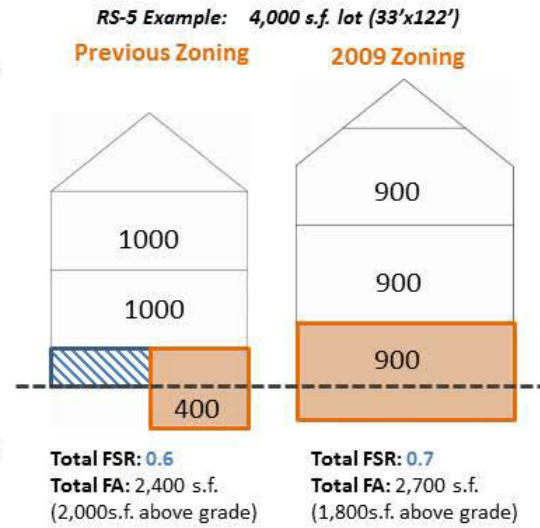 RS-5 Example: 4,000 s.f. lot (33’x122’)
Previous Zoning
2009 Zoning
1000
1000
400
900
900
900
Total FSR: 0.6
Total FA: 2,400 s.f.
(2,000s.f. above grade)
Total FSR: 0.7
Total FA: 2,700 s.f.
(1,800s.f. above grade)